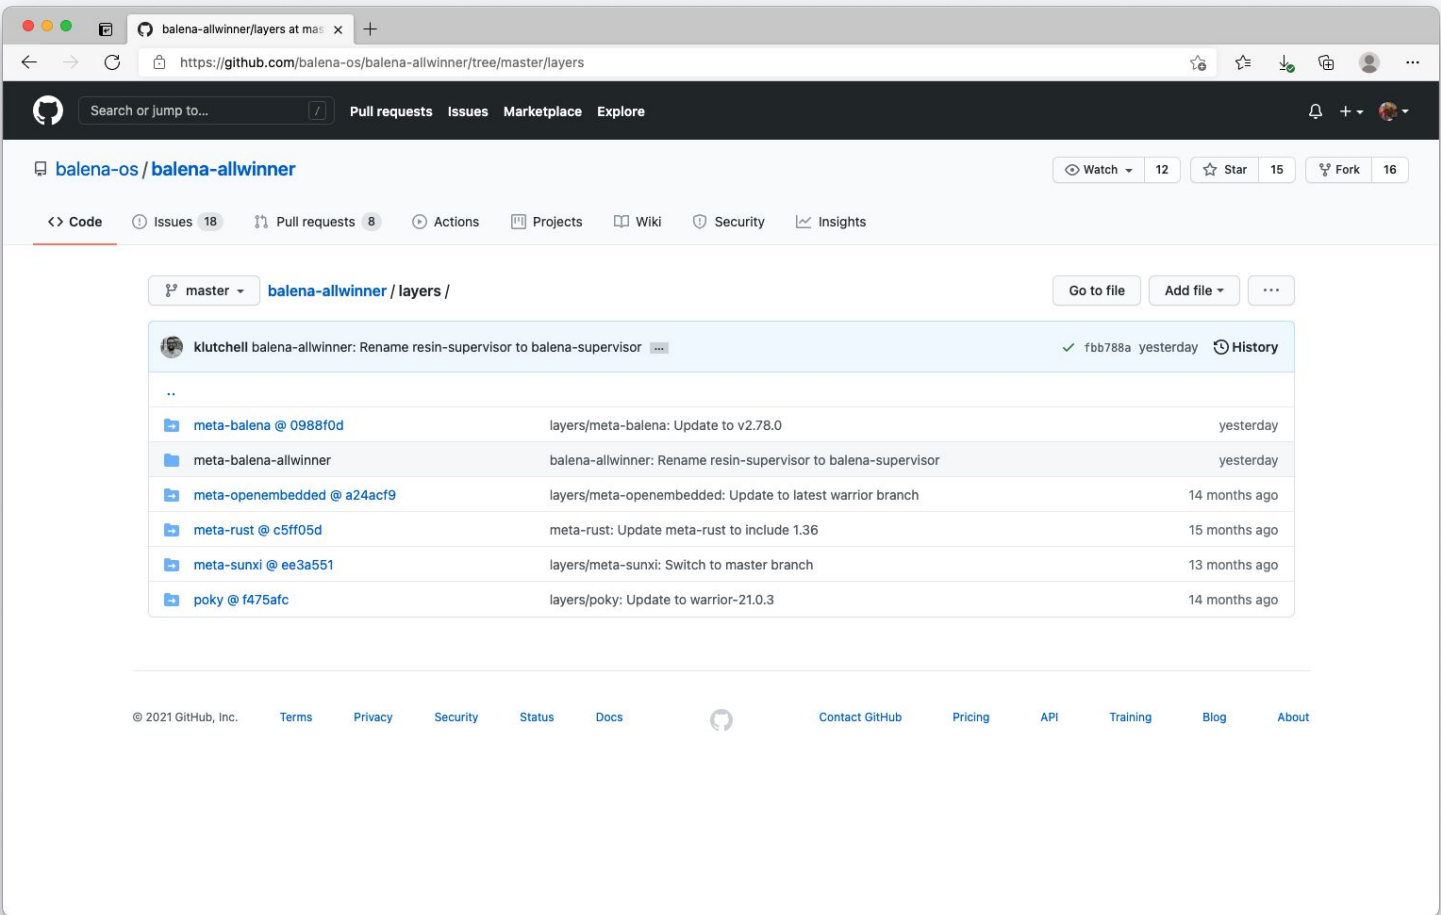 balena-allwinner/layers at mas
https://github.com/balena-os/balena-allwinner/tree/master/layers
Search or jump to... / Pull requests Issues Marketplace Explore
balena-os / balena-allwinner Watch 12 Star 15 Fork 16
<> Code Issues 18 Pull requests 8 Actions Projects Wiki Security Insights
master balena-allwinner / layers / Go to file Add file ...
klutchell balena-allwinner: Rename resin-supervisor to balena-supervisor ... fbb788a yesterday History
..
meta-balena @ 0988f0d layers/meta-balena: Update to v2.78.0 yesterday
meta-balena-allwinner balena-allwinner: Rename resin-supervisor to balena-supervisor yesterday
meta-openembedded @ a24acf9 layers/meta-openembedded: Update to latest warrior branch 14 months ago
meta-rust @ c5ff05d meta-rust: Update meta-rust to include 1.36 15 months ago
meta-sunxi @ ee3a551 layers/meta-sunxi: Switch to master branch 13 months ago
poky @ f475afc layers/poky: Update to warrior-21.0.3 14 months ago
© 2021 GitHub, Inc. Terms Privacy Security Status Docs Contact GitHub Pricing API Training Blog About